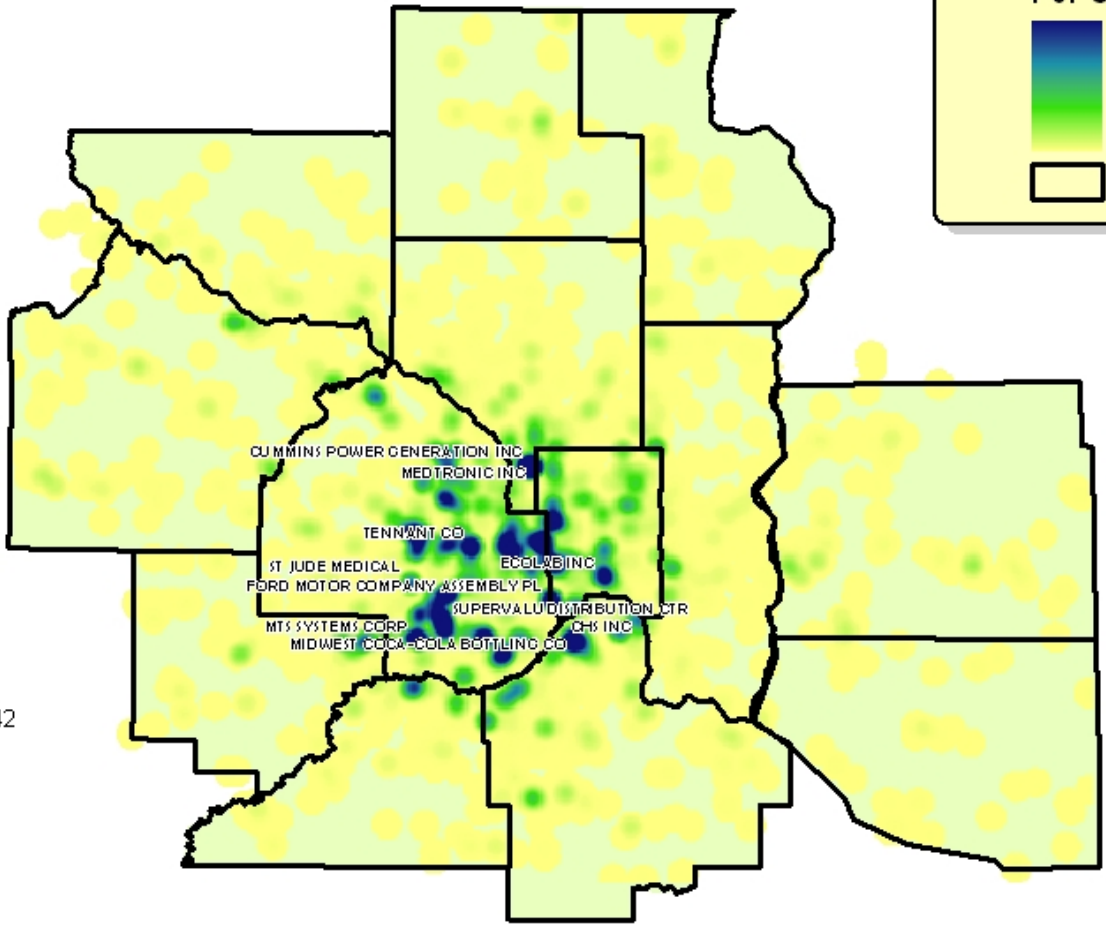 CUMMINS POWER GENERATION INC
MEDTRONIC INC
TENNANT CO
ECOLAB INC
ST JUDE MEDICAL
FORD MOTOR COMPANY ASSEMBLY PL
SUPERVALU DISTRIBUTION CTR
MTS SYSTEMS CORP
CHS INC
MIDWEST COCA-COLA BOTTLING CO
42